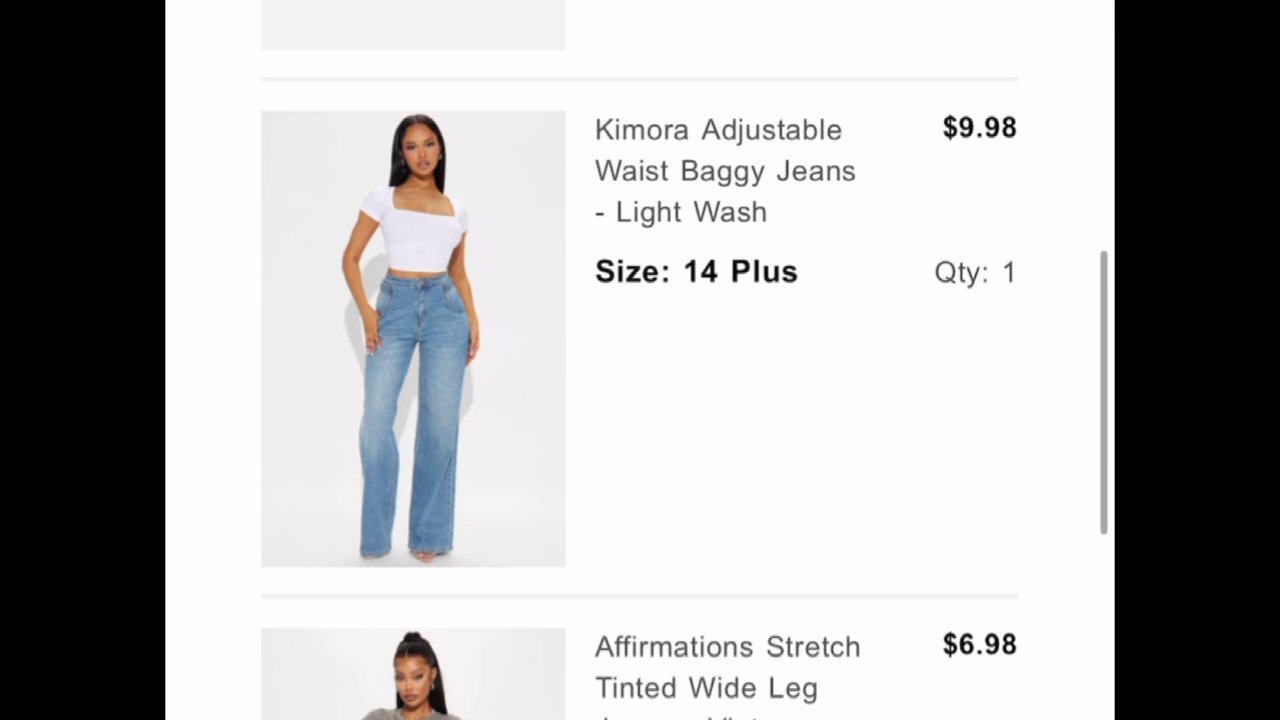 Kimora Adjustable
Waist Baggy Jeans
- Light Wash
$9.98
Size: 14 Plus
Qty: 1
Affirmations Stretch
Tinted Wide Leg
$6.98